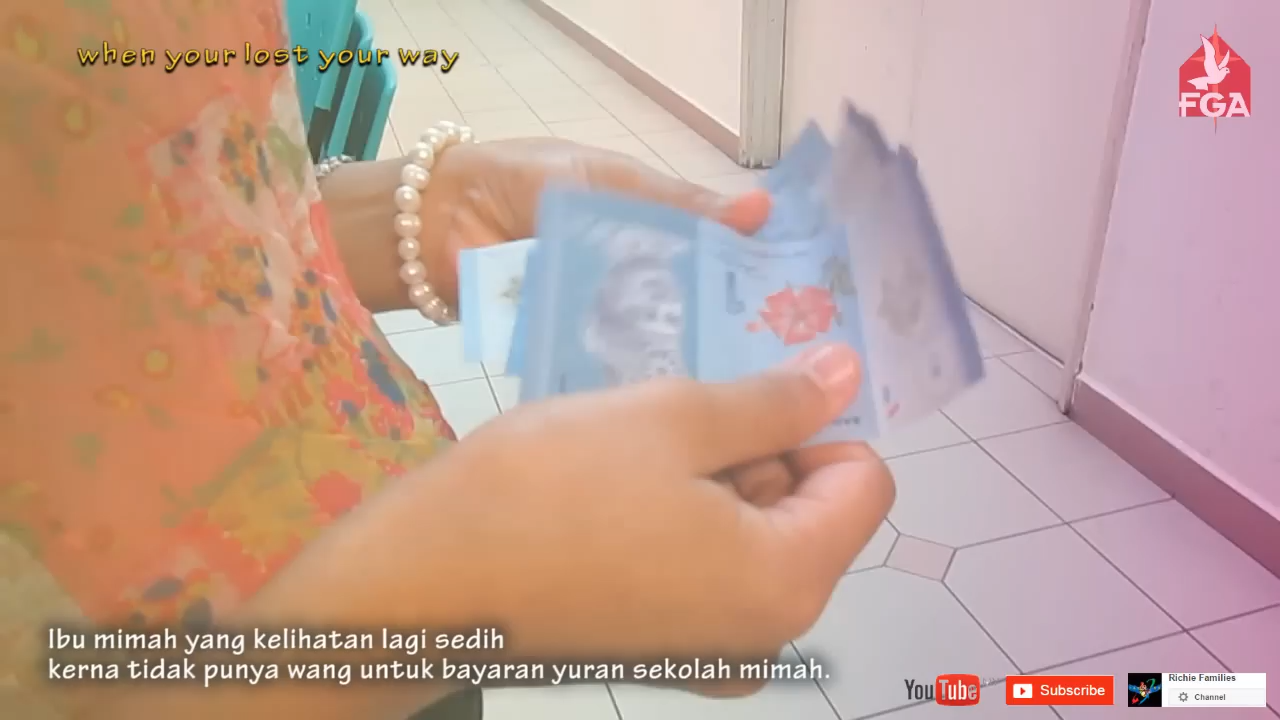 when your lost your way
FGA
Ibu mimah yang kelihatan lagi sedih
kerna tidak punya wang untuk bayaran yuran sekolah mimah.
YouTube
Subscribe
Richie Families
Channel